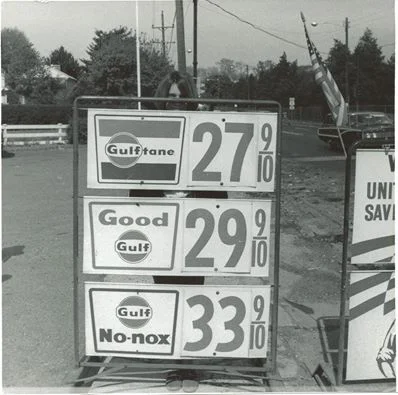 Gulftane
27 9/10
Good
Gulf
29 9/10
Gulf
No-nox
33 9/10
UNI
SAV